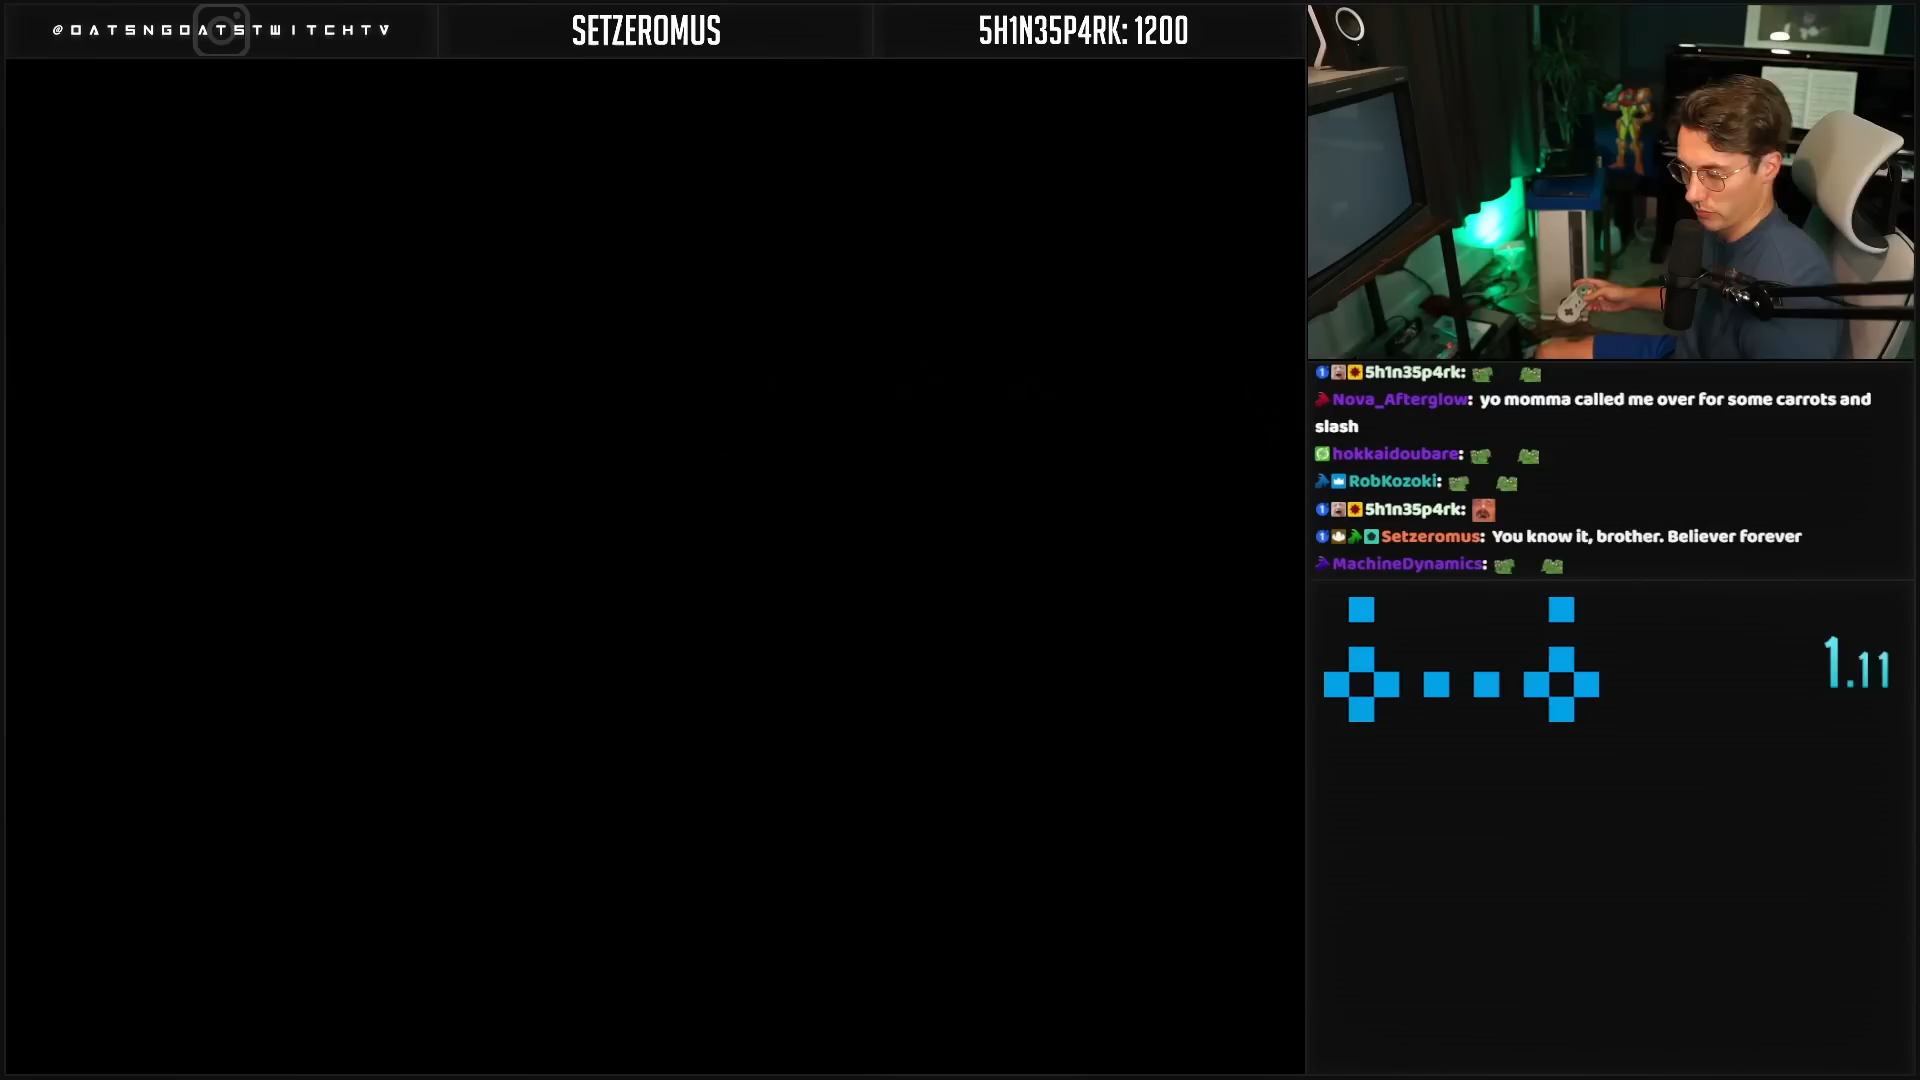 @OATSNGOATSTWITCHTV
SETZEROMUS
5H1N35P4RK: 1200
5h1n35p4rk:
Nova_Afterglow: yo momma called me over for some carrots and
slash
hokkaidoubare:
RobKozoki:
5h1n35p4rk:
Setzeromus: You know it, brother. Believer forever
MachineDynamics:
1.11